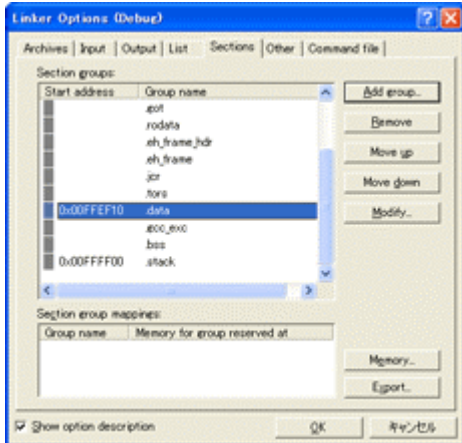 Linker Options (Debug)
Archives Input Output List Sections Other Command file
Section groups:
Start address Group name
.got
.rodata
.eh_frame_hdr
.eh_frame
.jcr
.tors
0x00FFEF10 .data
.gcc_exc
.bss
0x00FFFF00 .stack
Add group...
Remove
Move up
Move down
Modify...
Section group mappings:
Group name Memory for group reserved at
Memory...
Export...
Show option description
OK
キャンセル